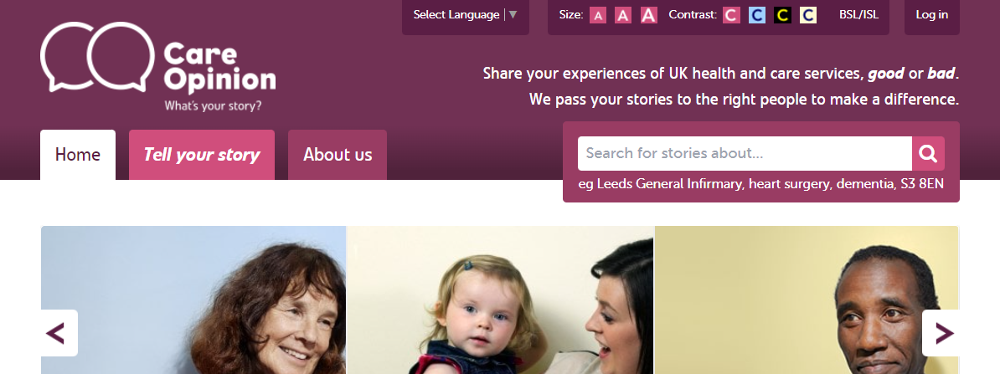 Select Language | ▼
Size: A A A Contrast: C C C C
BSL/ISL
Log in
Care
Opinion
What's your story?
Share your experiences of UK health and care services, good or bad.
We pass your stories to the right people to make a difference.
Home
Tell your story
About us
Search for stories about...
eg Leeds General Infirmary, heart surgery, dementia, S3 8EN
< >